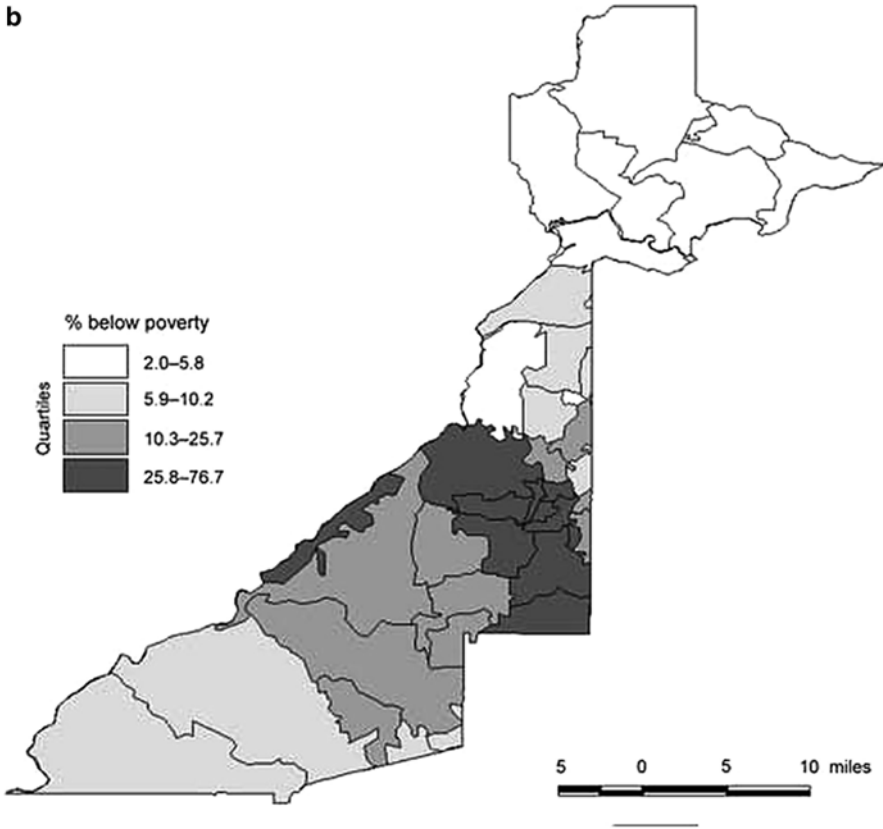 b
% below poverty
Quartiles
2.0–5.8
5.9–10.2
10.3–25.7
25.8–76.7
5 0 5 10 miles